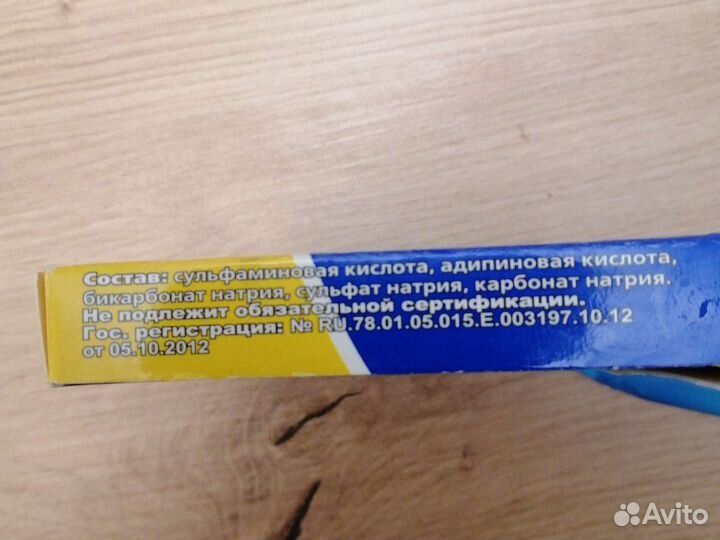 Состав: сульфаминовая кислота, адипиновая кислота,
бикарбонат натрия, сульфат натрия, карбонат натрия.
Не подлежит обязательной сертификации.
Гос. регистрация: № RU.78.01.05.015.Е.003197.10.12
от 05.10.2012
Avito